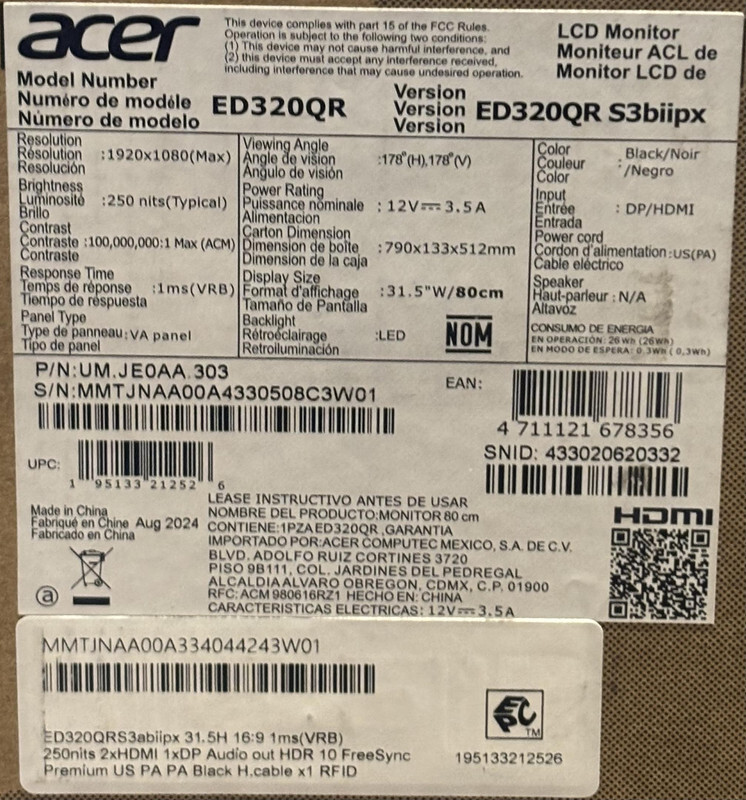 acer
This device complies with part 15 of the FCC Rules.
Operation is subject to the following two conditions:
(1) This device may not cause harmful interference, and
(2) this device must accept any interference received,
including interference that may cause undesired operation.
LCD Monitor
Moniteur ACL de
Monitor LCD de
Model Number
Numéro de modèle
Número de modelo
ED320QR
Version
Version
Version
ED320QR S3biipx
Resolution
Résolution
Resolución
:1920x1080(Max)
Brightness
Luminosité
Brillo
:250 nits(Typical)
Contrast
Contraste
Contraste
:100,000,000:1 Max (ACM)
Response Time
Temps de réponse
Tiempo de respuesta
:1ms(VRB)
Panel Type
Type de panneau
Tipo de panel
:VA panel
Viewing Angle
Angle de vision
Ángulo de visión
:178°(H),178°(V)
Power Rating
Puissance nominale
Alimentacion
: 12V⎓3.5A
Carton Dimension
Dimension de boîte
Dimensión de la caja
:790x133x512mm
Display Size
Format d'affichage
Tamaño de Pantalla
:31.5"W/80cm
Backlight
Rétroéclairage
Retroiluminación
:LED
NOM
Color
Couleur
Color
: Black/Noir
/Negro
Input
Entrée
Entrada
: DP/HDMI
Power cord
Cordon d'alimentation
Cable eléctrico
:US(PA)
Speaker
Haut-parleur
Altavoz
: N/A
CONSUMO DE ENERGIA
EN OPERACIÓN: 26 Wh (26Wh)
EN MODO DE ESPERA: 0.3Wh ( 0,3Wh)
P/N:UM.JE0AA.303
S/N:MMTJNAA00A4330508C3W01
EAN:
4 711121 678356
UPC:
1 95133 21252 6
SNID: 433020620332
Made in China
Fabriqué en Chine
Fabricado en China
Aug 2024
HDMI
LEASE INSTRUCTIVO ANTES DE USAR
NOMBRE DEL PRODUCTO:MONITOR 80 cm
CONTIENE:1PZA ED320QR ,GARANTIA
IMPORTADO POR:ACER COMPUTEC MEXICO, S.A. DE C.V.
BLVD. ADOLFO RUIZ CORTINES 3720
PISO 9B111, COL. JARDINES DEL PEDREGAL
ALCALDIA ALVARO OBREGON, CDMX, C.P. 01900
RFC: ACM 980616RZ1 HECHO EN: CHINA
CARACTERISTICAS ELECTRICAS: 12V⎓3.5A
a
MMTJNAA00A334044243W01
EPC
TM
ED320QRS3abiipx 31.5H 16:9 1ms(VRB)
250nits 2xHDMI 1xDP Audio out HDR 10 FreeSync
Premium US PA PA Black H.cable x1 RFID
195133212526